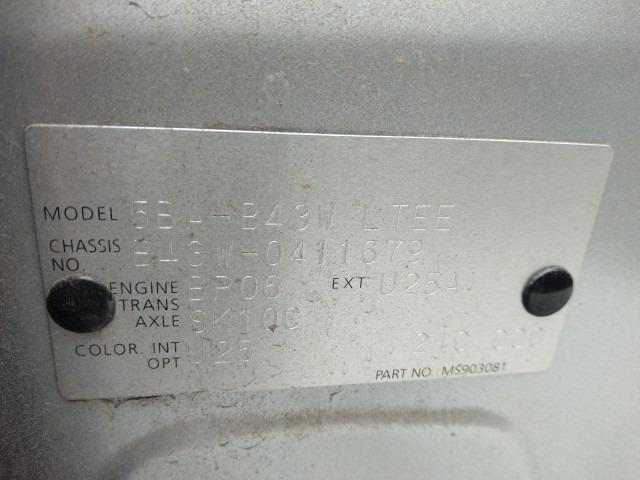 MODEL 5BA-B43W LTEE
CHASSIS NO. B43W-0411679
ENGINE BR06 EXT U25A
TRANS AXLE
COLOR. INT U25
OPT
PART NO. MS903081